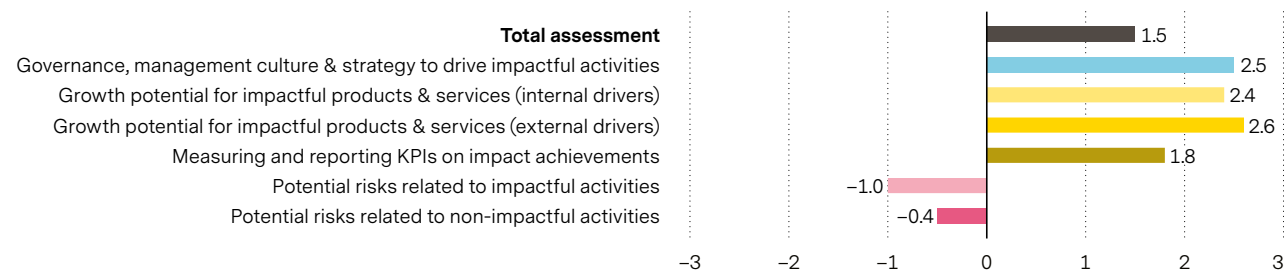 Total assessment 1.5
Governance, management culture & strategy to drive impactful activities 2.5
Growth potential for impactful products & services (internal drivers) 2.4
Growth potential for impactful products & services (external drivers) 2.6
Measuring and reporting KPIs on impact achievements 1.8
Potential risks related to impactful activities –1.0
Potential risks related to non-impactful activities –0.4
–3 –2 –1 0 1 2 3